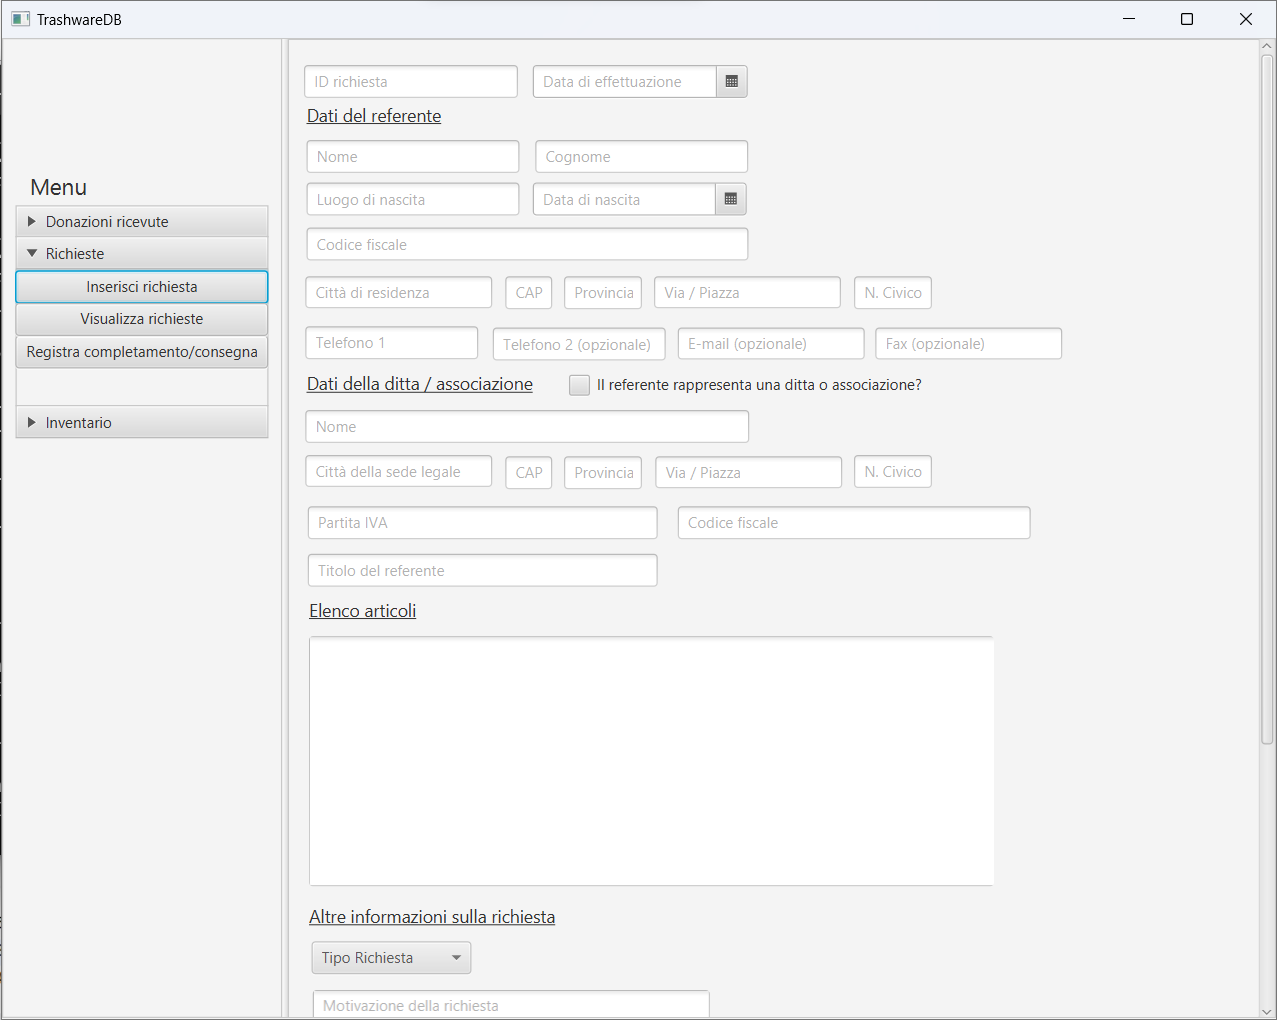 TrashwareDB
Menu
Donazioni ricevute
Richieste
Inserisci richiesta
Visualizza richieste
Registra completamento/consegna
Inventario
ID richiesta Data di effettuazione
Dati del referente
Nome Cognome
Luogo di nascita Data di nascita
Codice fiscale
Città di residenza CAP Provincia Via / Piazza N. Civico
Telefono 1 Telefono 2 (opzionale) E-mail (opzionale) Fax (opzionale)
Dati della ditta / associazione Il referente rappresenta una ditta o associazione?
Nome
Città della sede legale CAP Provincia Via / Piazza N. Civico
Partita IVA Codice fiscale
Titolo del referente
Elenco articoli
Altre informazioni sulla richiesta
Tipo Richiesta
Motivazione della richiesta